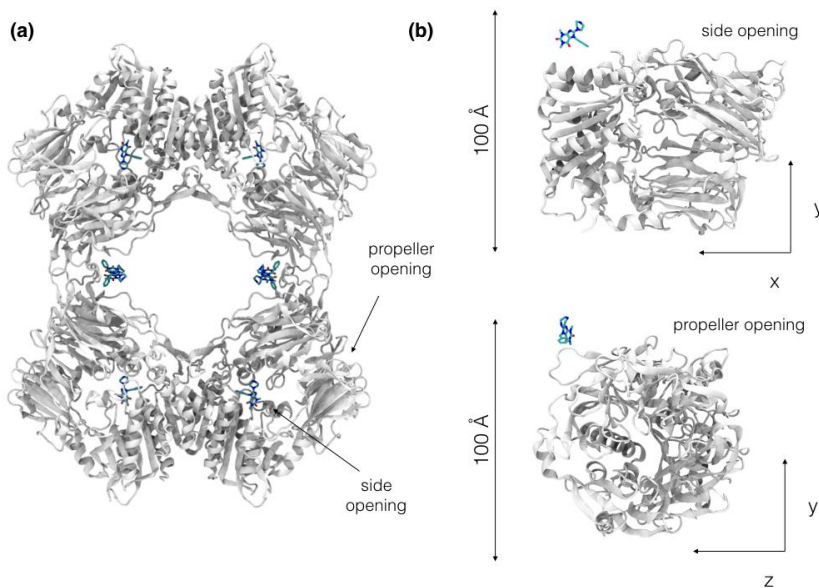 (a)
propeller
opening
side
opening
(b)
side opening
100 Å
y
x
propeller opening
100 Å
y
z